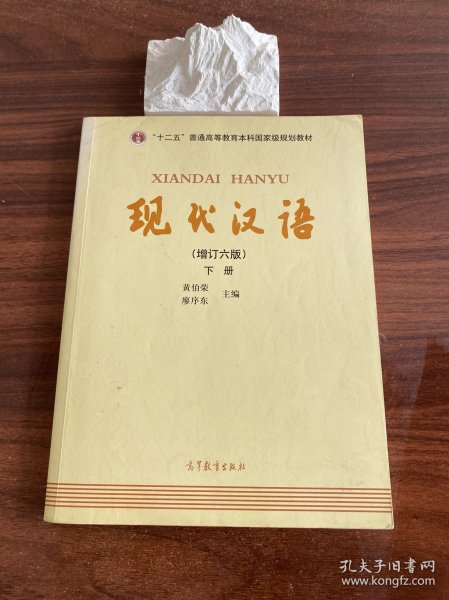 “十二五”普通高等教育本科国家级规划教材
XIANDAI HANYU
现代汉语
(增订六版)
下册
黄伯荣
廖序东
主编
高等教育出版社
孔夫子旧书网
www.kongfz.com